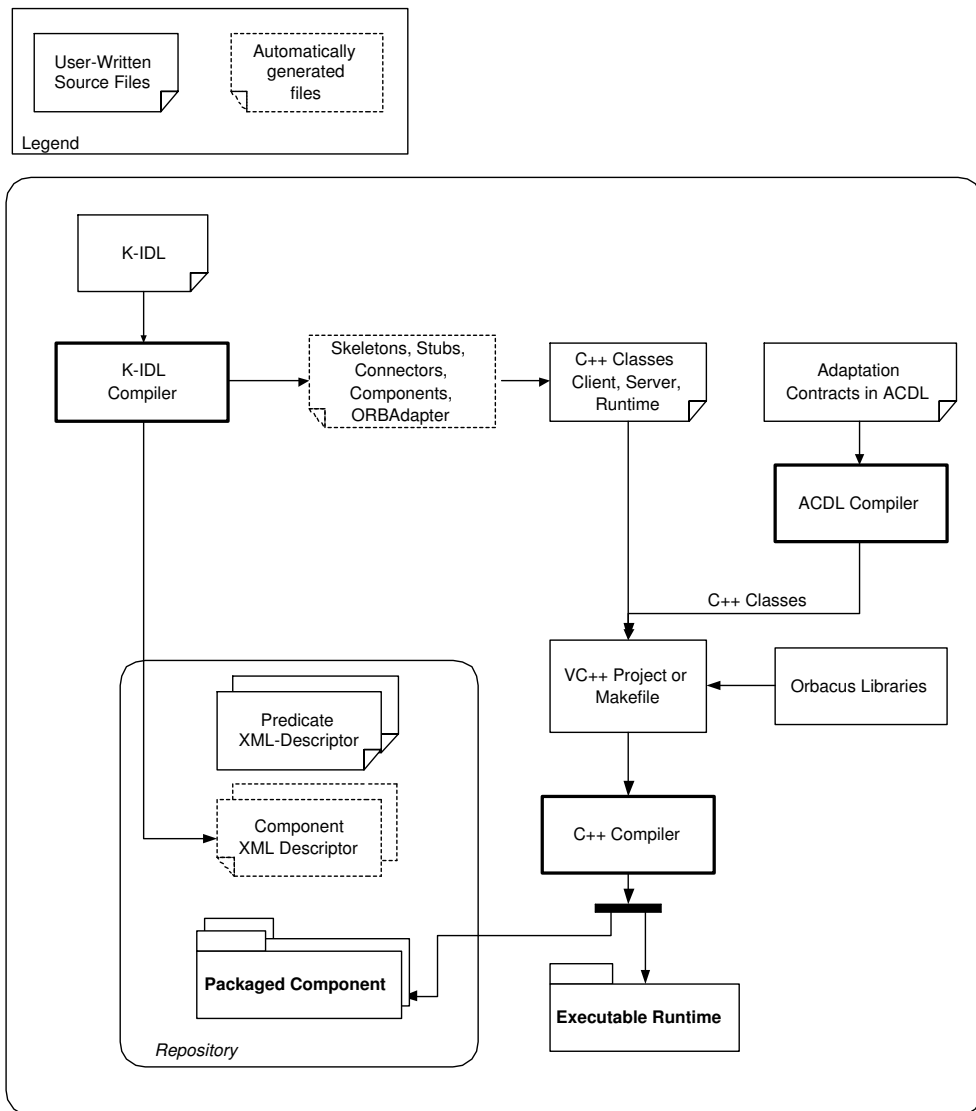 User-Written
Source Files
Automatically
generated
files
Legend
K-IDL
K-IDL
Compiler
Skeletons, Stubs,
Connectors,
Components,
ORBAdapter
C++ Classes
Client, Server,
Runtime
Adaptation
Contracts in ACDL
ACDL Compiler
C++ Classes
VC++ Project or
Makefile
Orbacus Libraries
Predicate
XML-Descriptor
Component
XML Descriptor
C++ Compiler
Packaged Component
Executable Runtime
Repository